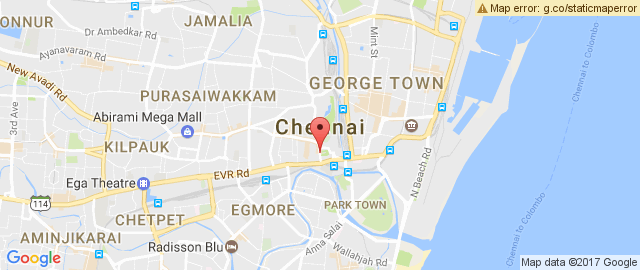 Map error: g.co/staticmaperror
NNUR
JAMALIA
Dr Ambedkar Rd
Mint St
Ayanavaram Rd
New Avadi Rd
GEORGE TOWN
Chennai to Colombo
PURASAIWAKKAM
3rd Ave
Abirami Mega Mall
Chennai
KILPAUK
N Beach Rd
EVR Rd
Ega Theatre
114
PARK TOWN
CHETPET
EGMORE
Anna Salai
AMINJIKARAI
Radisson Blu
Wallahjah Rd
Chennai to Colombo
Google
Map data ©2017 Google